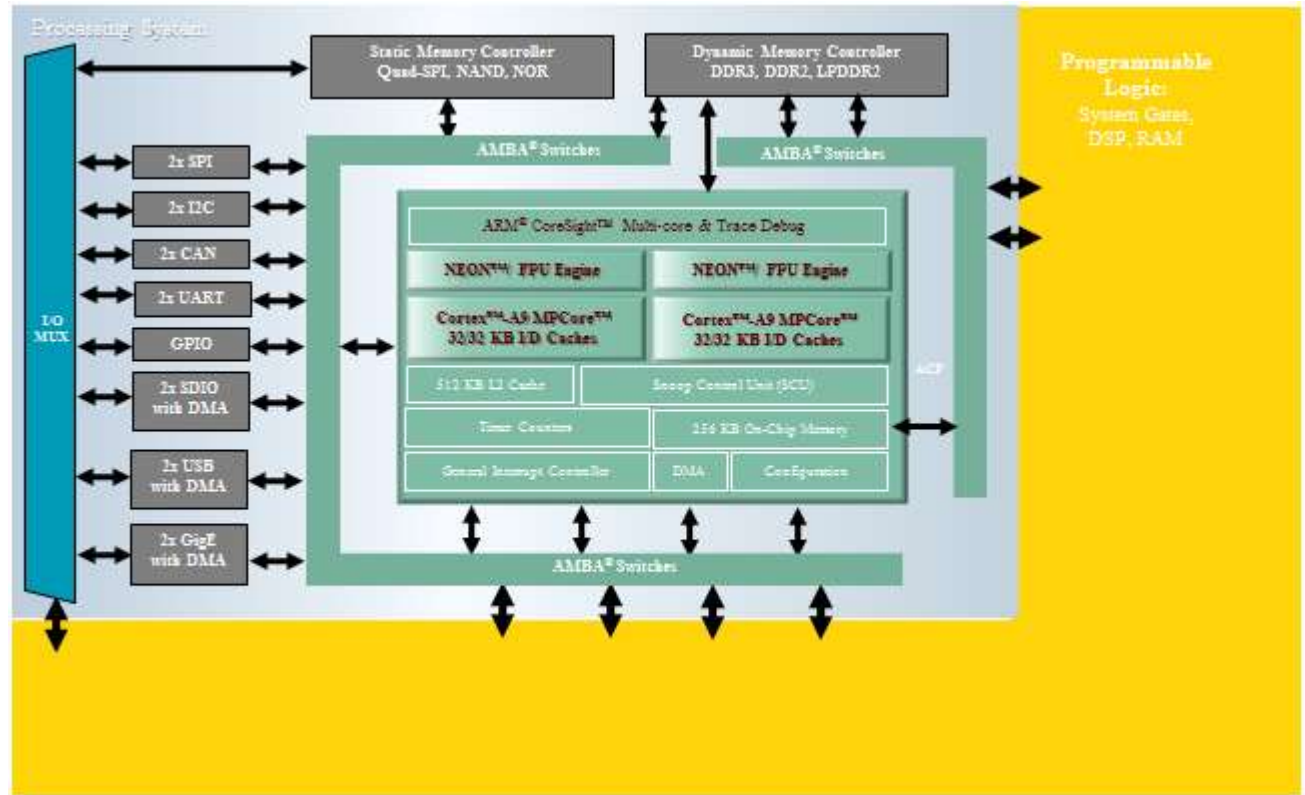 Processing System
Static Memory Controller
Quad-SPI, NAND, NOR
Dynamic Memory Controller
DDR3, DDR2, LPDDR2
Programmable
Logic:
System Gates,
DSP, RAM
AMBA® Switches
AMBA® Switches
2x SPI
2x I2C
2x CAN
2x UART
GPIO
2x SDIO
with DMA
2x USB
with DMA
2x GigE
with DMA
I/O
MUX
ARM® CoreSight™ Multi-core & Trace Debug
NEON™/ FPU Engine
NEON™/ FPU Engine
Cortex™-A9 MPCore™
32/32 KB I/D Caches
Cortex™-A9 MPCore™
32/32 KB I/D Caches
512 KB L2 Cache
Snoop Control Unit (SCU)
Timer Counters
256 KB On-Chip Memory
General Interrupt Controller
DMA
Configuration
ACP
AMBA® Switches